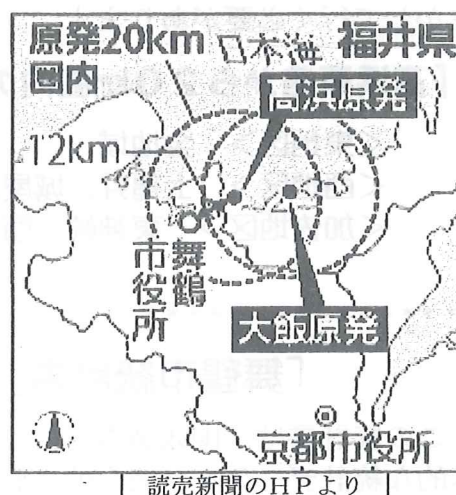 原発20km
圏内
日本海
福井県
高浜原発
12km
舞鶴
市役所
大飯原発
京都市役所
読売新聞のHPより